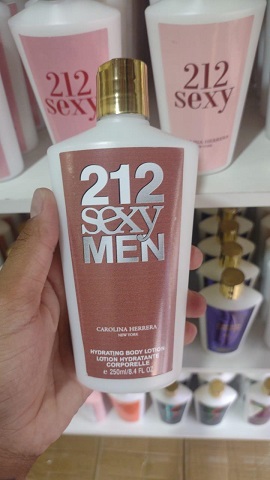 212
sexy
212
sexy
212
sexy
MEN
CAROLINA HERRERA
NEW YORK
HYDRATING BODY LOTION
LOTION HYDRATANTE
CORPORELLE
e 250ml/8.4 FL. OZ